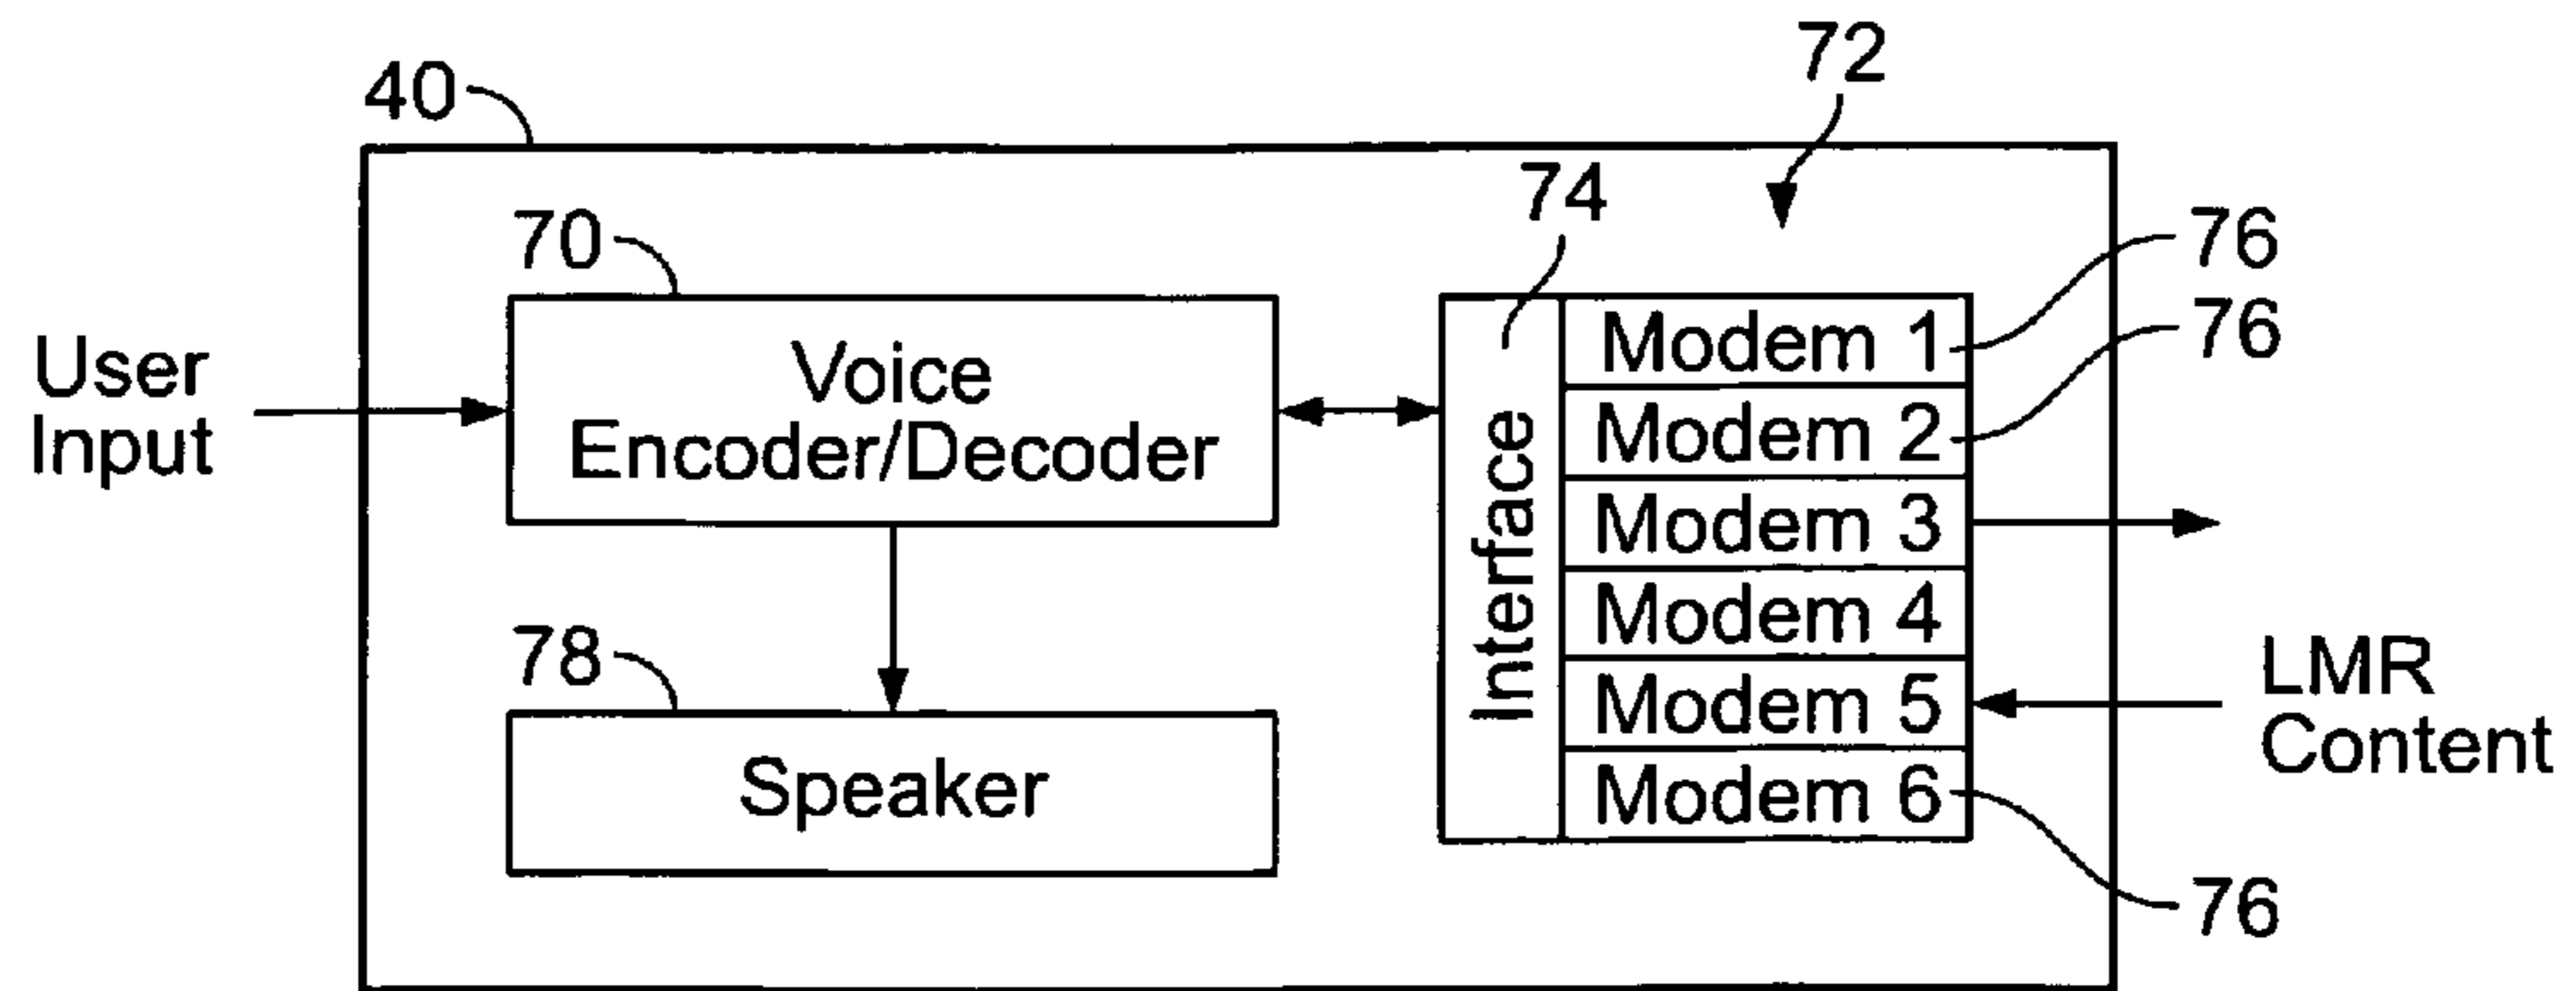 72
40
74
70
76
76
User
Input
Voice
Encoder/Decoder
Interface
Modem 1
Modem 2
Modem 3
Modem 4
Modem 5
Modem 6
78
Speaker
LMR
Content
76